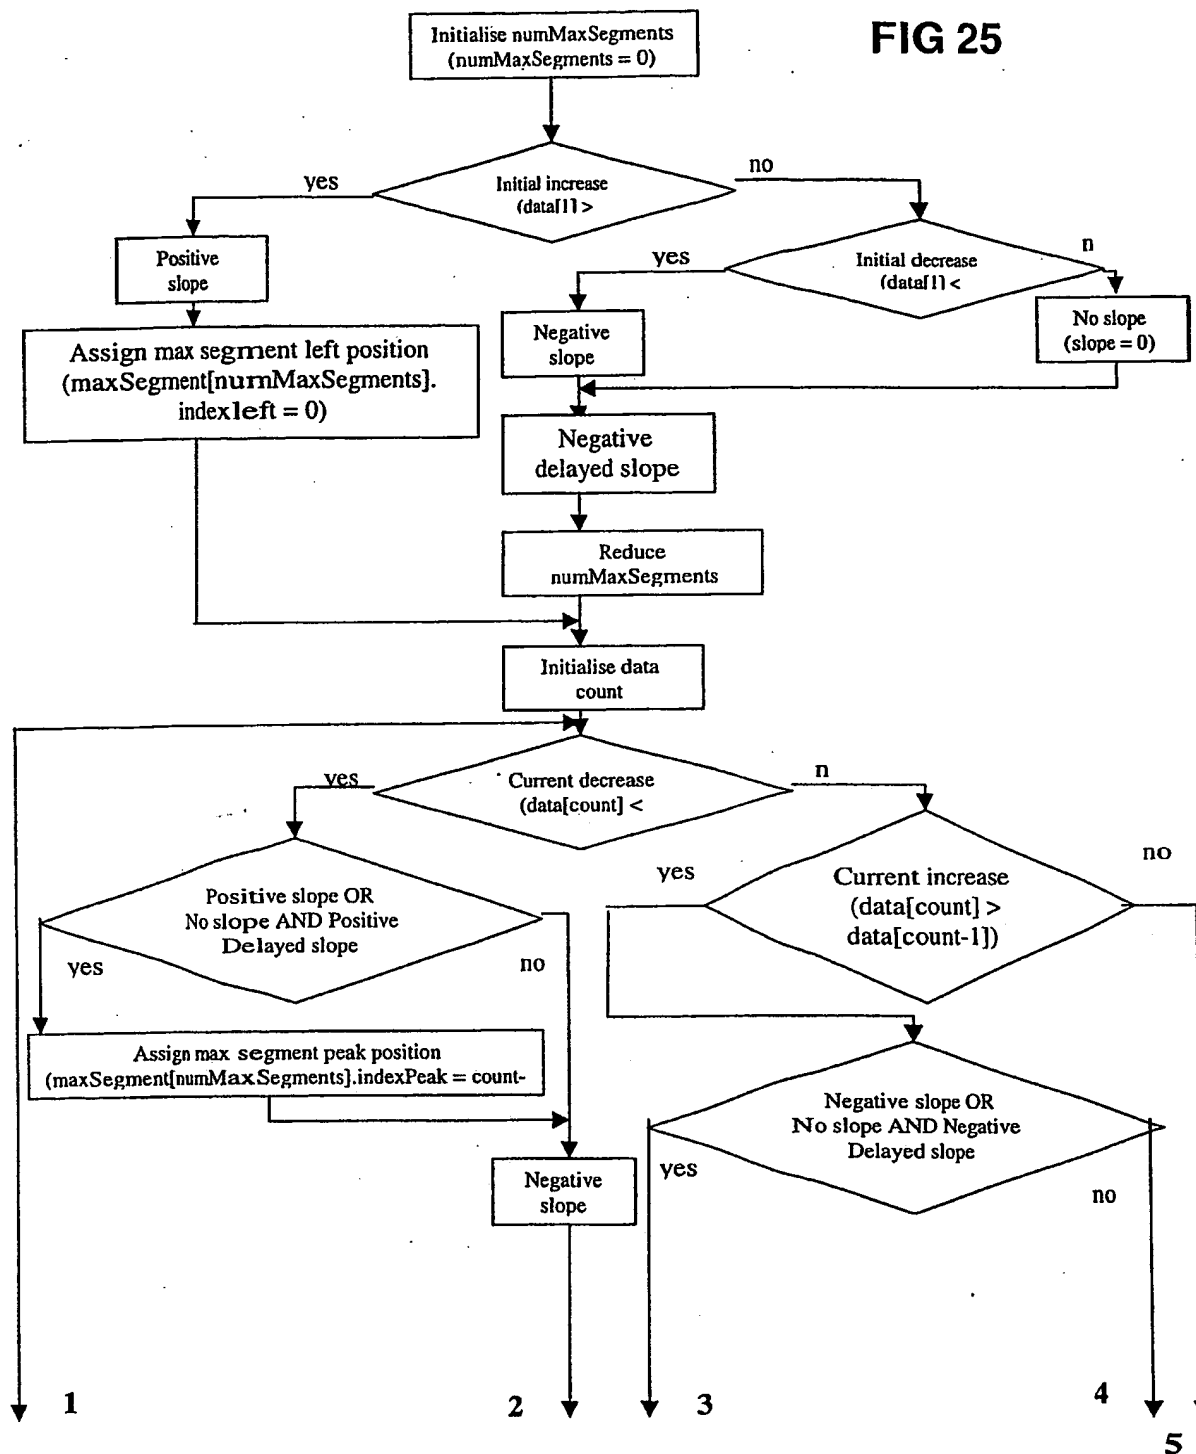 FIG 25
Initialise numMaxSegments
(numMaxSegments = 0)
yes
Initial increase
(data[1] >
no
Positive
slope
yes
Initial decrease
(data[1] <
n
Assign max segment left position
(maxSegment[numMaxSegments].
indexleft = 0)
Negative
slope
No slope
(slope = 0)
Negative
delayed slope
Reduce
numMaxSegments
Initialise data
count
yes
Current decrease
(data[count] <
n
yes
Current increase
(data[count] >
data[count-1])
no
Positive slope OR
No slope AND Positive
Delayed slope
yes
no
Assign max segment peak position
(maxSegment[numMaxSegments].indexPeak = count-
Negative slope OR
No slope AND Negative
Delayed slope
yes
no
Negative
slope
1
2
3
4
5